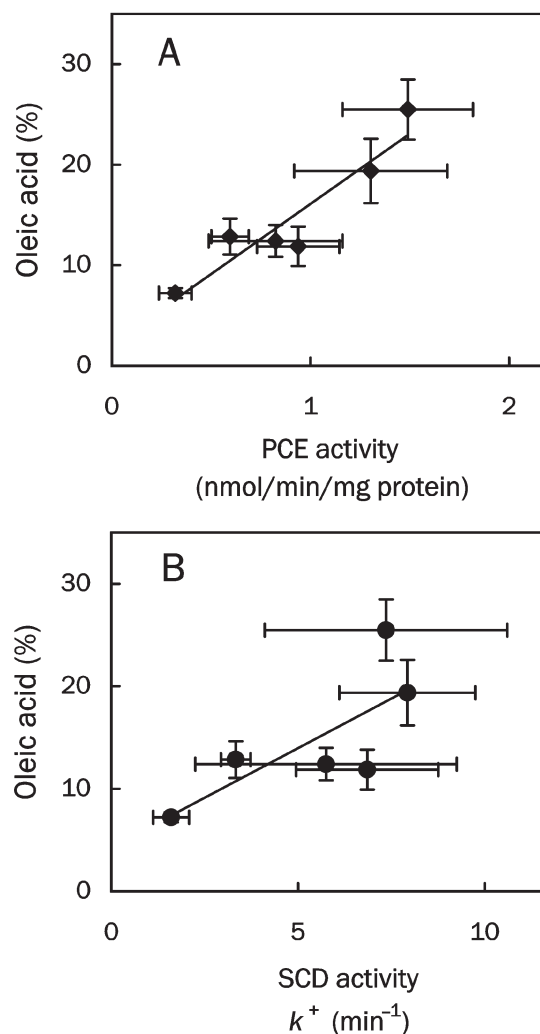 A
30
20
10
0
Oleic acid (%)
0 1 2
PCE activity
(nmol/min/mg protein)
B
30
20
10
0
Oleic acid (%)
0 5 10
SCD activity
k⁺ (min⁻¹)